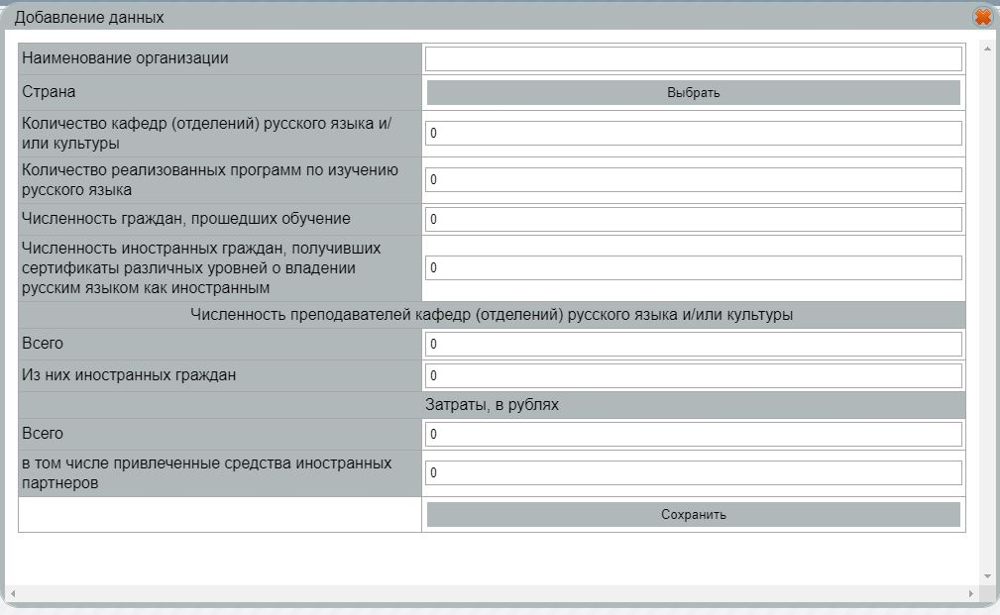 Добавление данных
Наименование организации
Страна
Выбрать
Количество кафедр (отделений) русского языка и/
или культуры
0
Количество реализованных программ по изучению
русского языка
0
Численность граждан, прошедших обучение
0
Численность иностранных граждан, получивших
сертификаты различных уровней о владении
русским языком как иностранным
0
Численность преподавателей кафедр (отделений) русского языка и/или культуры
Всего
0
Из них иностранных граждан
0
Затраты, в рублях
Всего
0
в том числе привлеченные средства иностранных
партнеров
0
Сохранить